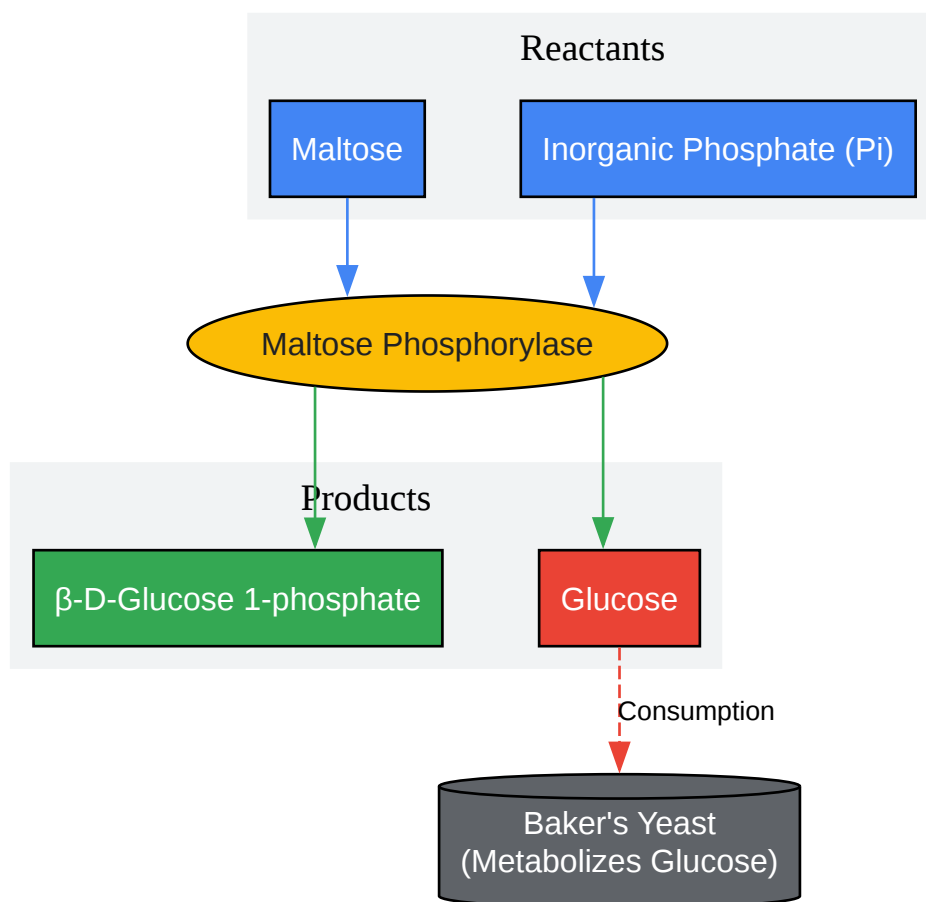 Reactants
Maltose
Inorganic Phosphate (Pi)
Maltose Phosphorylase
Products
β-D-Glucose 1-phosphate
Glucose
Consumption
Baker's Yeast
(Metabolizes Glucose)